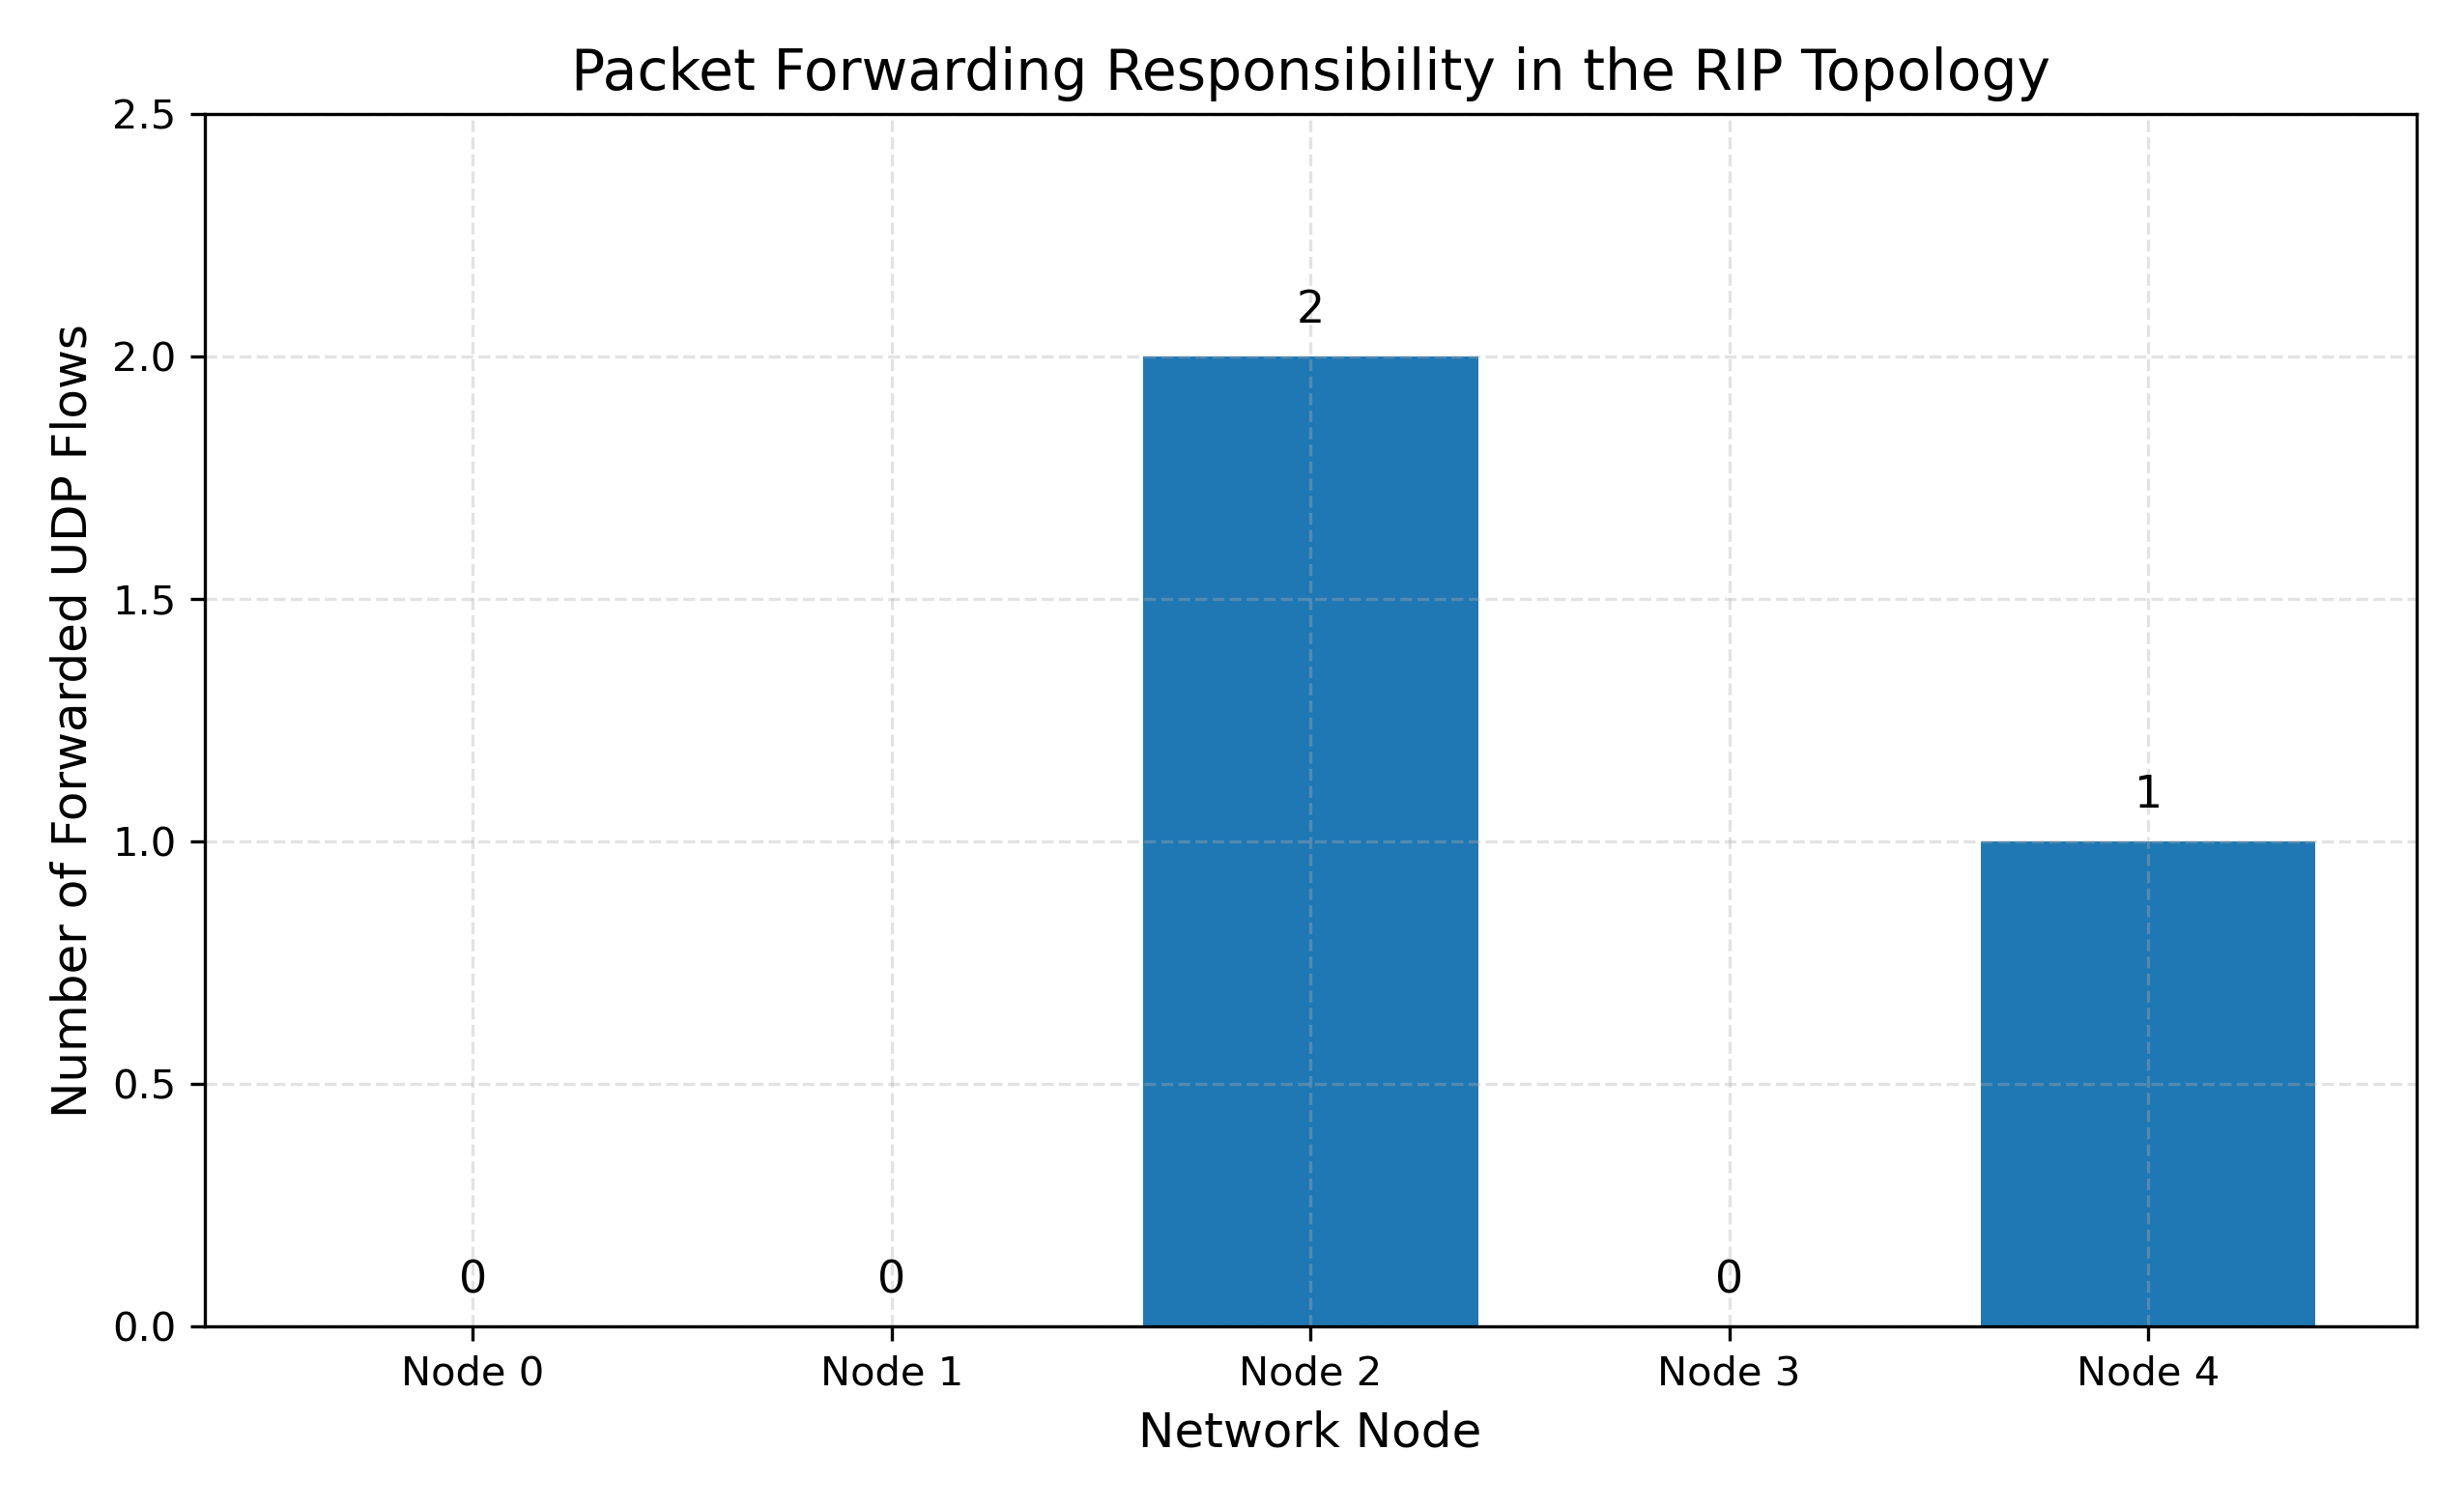 Packet Forwarding Responsibility in the RIP Topology
Number of Forwarded UDP Flows
2.5
2.0
1.5
1.0
0.5
0.0
0
0
2
0
1
Node 0
Node 1
Node 2
Node 3
Node 4
Network Node